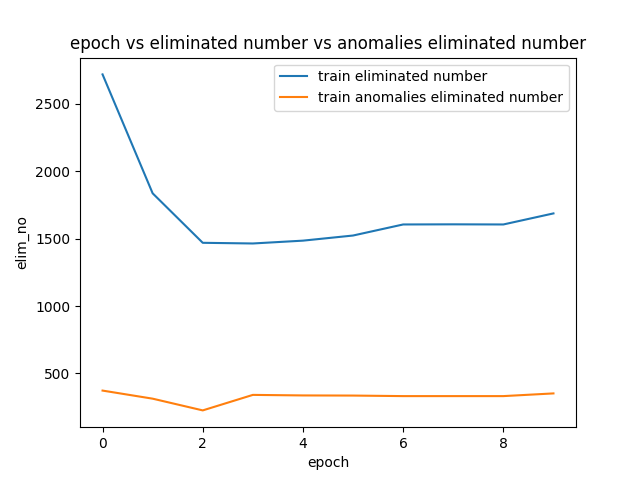 epoch vs eliminated number vs anomalies eliminated number
train eliminated number
train anomalies eliminated number
2500
2000
1500
1000
500
elim_no
0 2 4 6 8
epoch